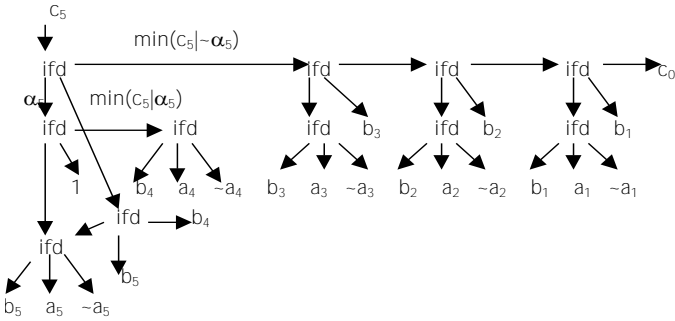 c₅
min(c₅|~α₅)
ifd ifd ifd ifd c₀
α₅ min(c₅|α₅)
ifd ifd ifd b₃ ifd b₂ ifd b₁
1 b₄ a₄ ~a₄ b₃ a₃ ~a₃ b₂ a₂ ~a₂ b₁ a₁ ~a₁
ifd b₄
ifd
b₅
b₅ a₅ ~a₅